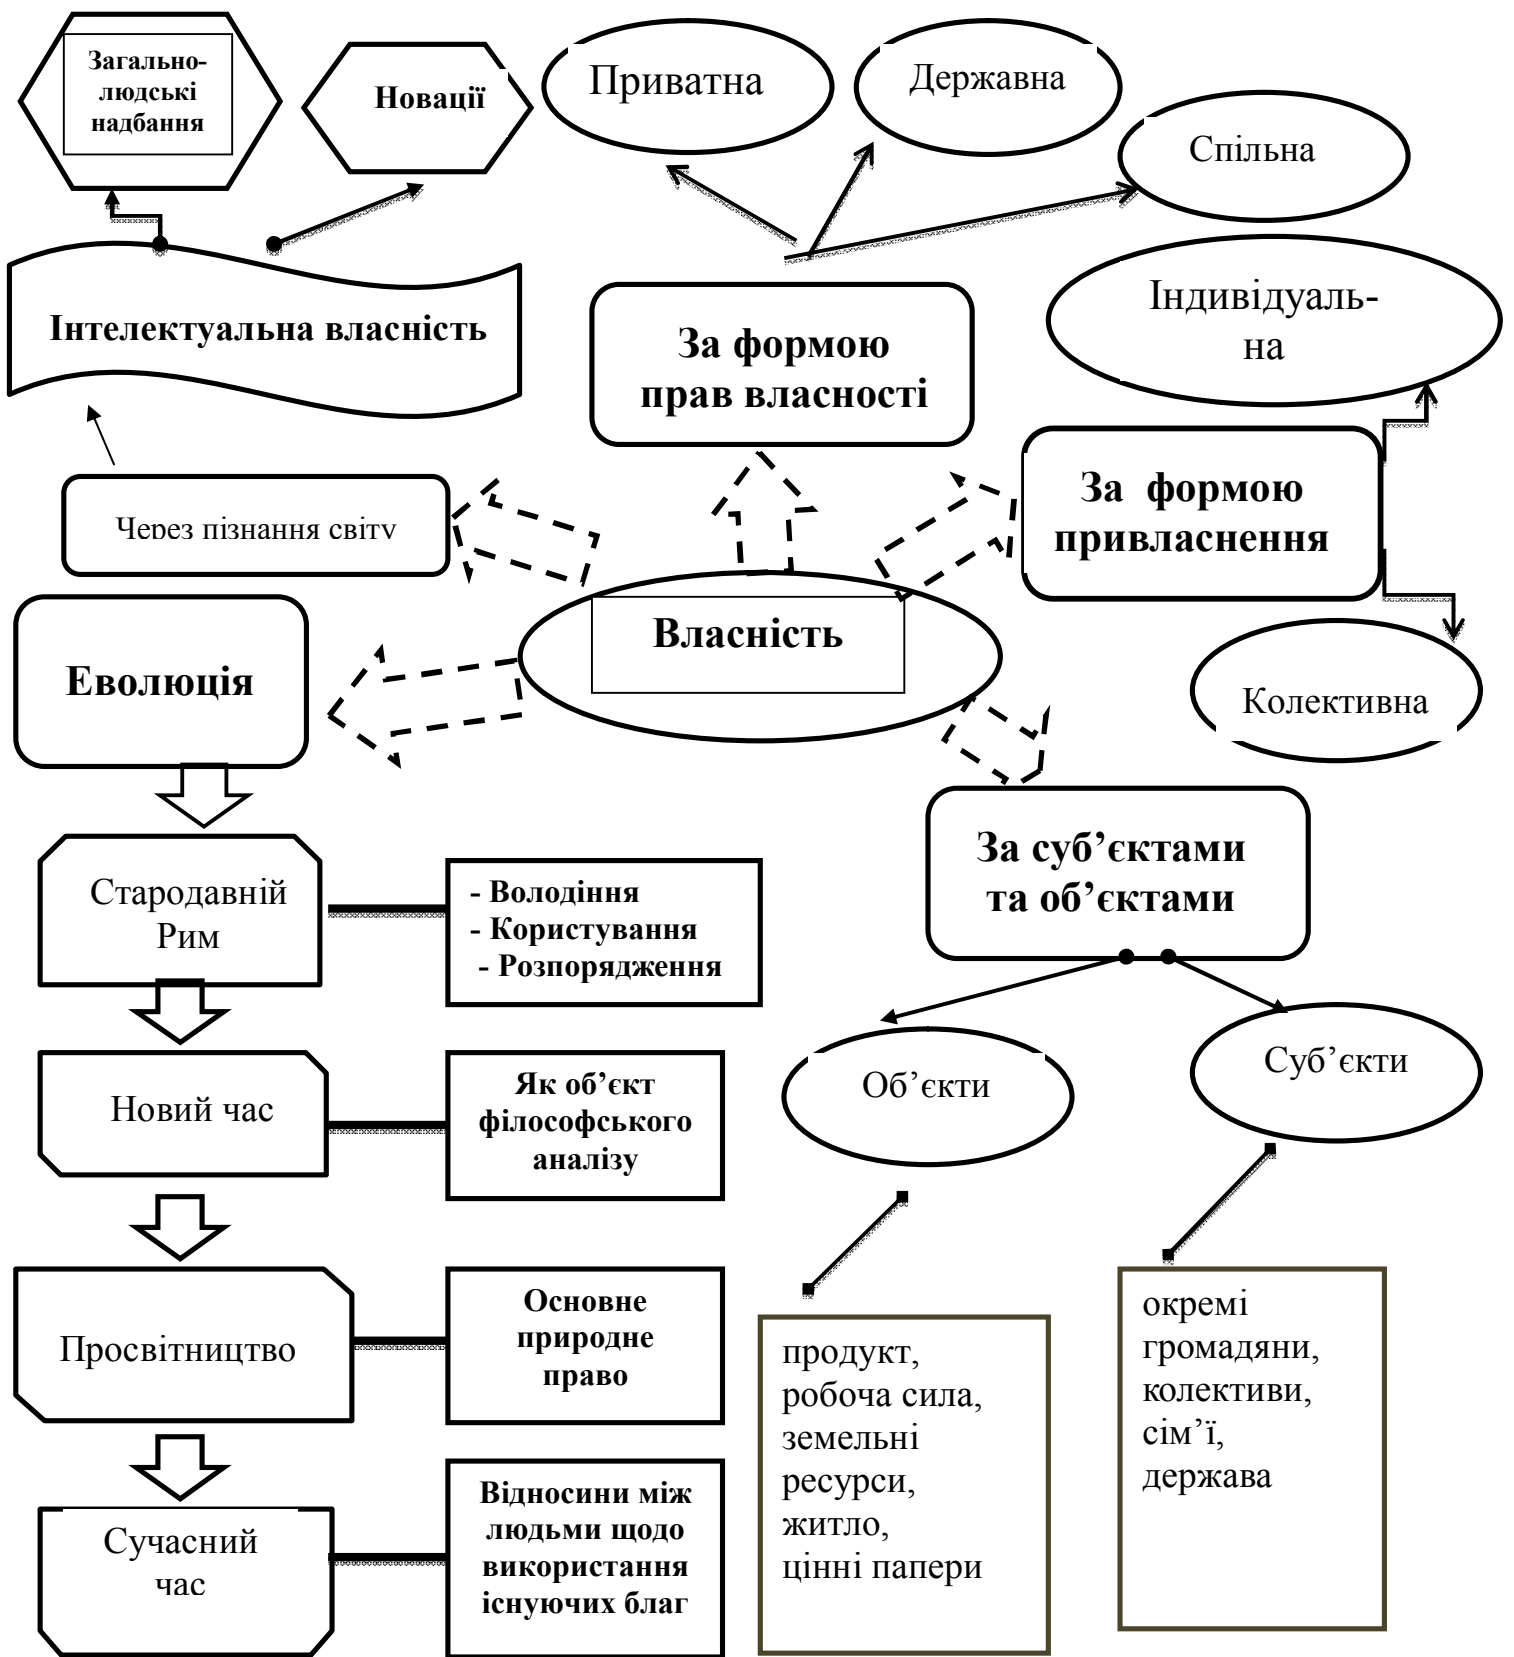 Загально-
людські
надбання
Новації
Приватна
Державна
Спільна
Інтелектуальна власність
За формою
прав власності
Індивідуаль-
на
Через пізнання світу
За формою
привласнення
Власність
Еволюція
Колективна
Стародавній
Рим
- Володіння
- Користування
- Розпорядження
За суб’єктами
та об’єктами
Новий час
Як об’єкт
філософського
аналізу
Об’єкти
Суб’єкти
Просвітництво
Основне
природне
право
продукт,
робоча сила,
земельні
ресурси,
житло,
цінні папери
окремі
громадяни,
колективи,
сім’ї,
держава
Сучасний
час
Відносини між
людьми щодо
використання
існуючих благ